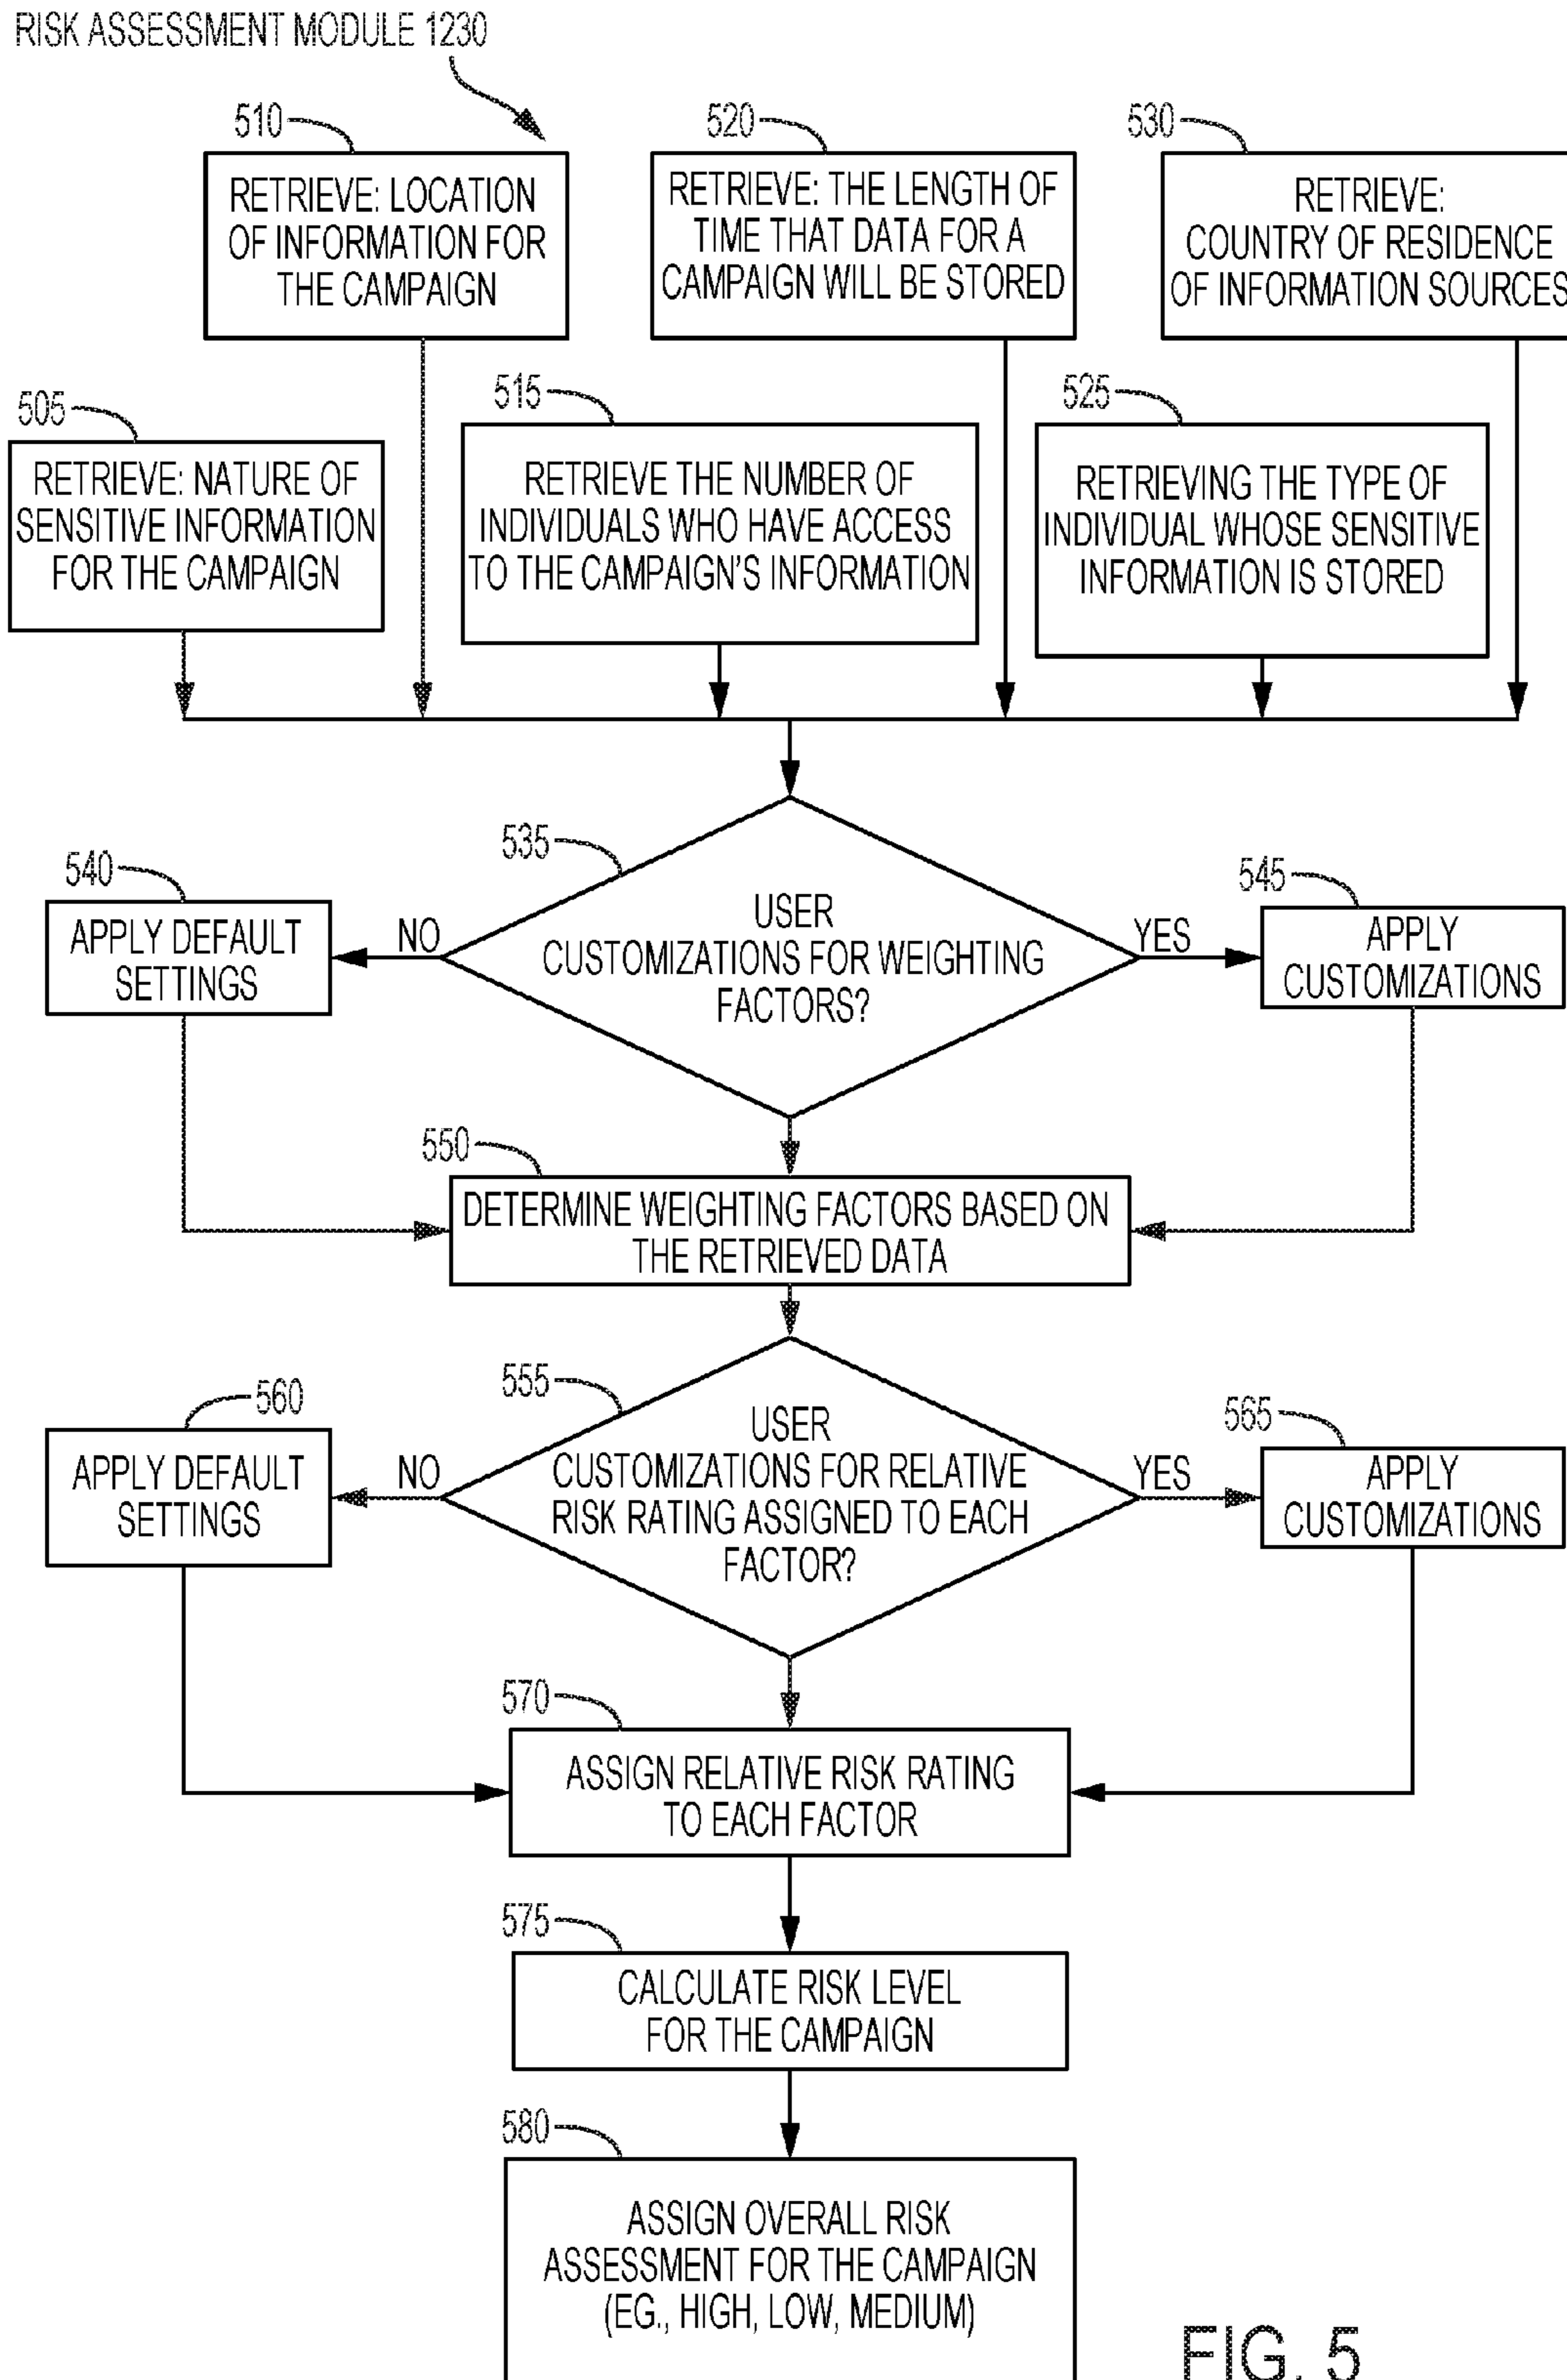 RISK ASSESSMENT MODULE 1230
510
RETRIEVE: LOCATION
OF INFORMATION FOR
THE CAMPAIGN
520
RETRIEVE: THE LENGTH OF
TIME THAT DATA FOR A
CAMPAIGN WILL BE STORED
530
RETRIEVE:
COUNTRY OF RESIDENCE
OF INFORMATION SOURCES
505
RETRIEVE: NATURE OF
SENSITIVE INFORMATION
FOR THE CAMPAIGN
515
RETRIEVE THE NUMBER OF
INDIVIDUALS WHO HAVE ACCESS
TO THE CAMPAIGN'S INFORMATION
525
RETRIEVING THE TYPE OF
INDIVIDUAL WHOSE SENSITIVE
INFORMATION IS STORED
535
USER
CUSTOMIZATIONS FOR WEIGHTING
FACTORS?
NO
540
APPLY DEFAULT
SETTINGS
YES
545
APPLY
CUSTOMIZATIONS
550
DETERMINE WEIGHTING FACTORS BASED ON
THE RETRIEVED DATA
555
USER
CUSTOMIZATIONS FOR RELATIVE
RISK RATING ASSIGNED TO EACH
FACTOR?
NO
560
APPLY DEFAULT
SETTINGS
YES
565
APPLY
CUSTOMIZATIONS
570
ASSIGN RELATIVE RISK RATING
TO EACH FACTOR
575
CALCULATE RISK LEVEL
FOR THE CAMPAIGN
580
ASSIGN OVERALL RISK
ASSESSMENT FOR THE CAMPAIGN
(EG., HIGH, LOW, MEDIUM)
FIG. 5